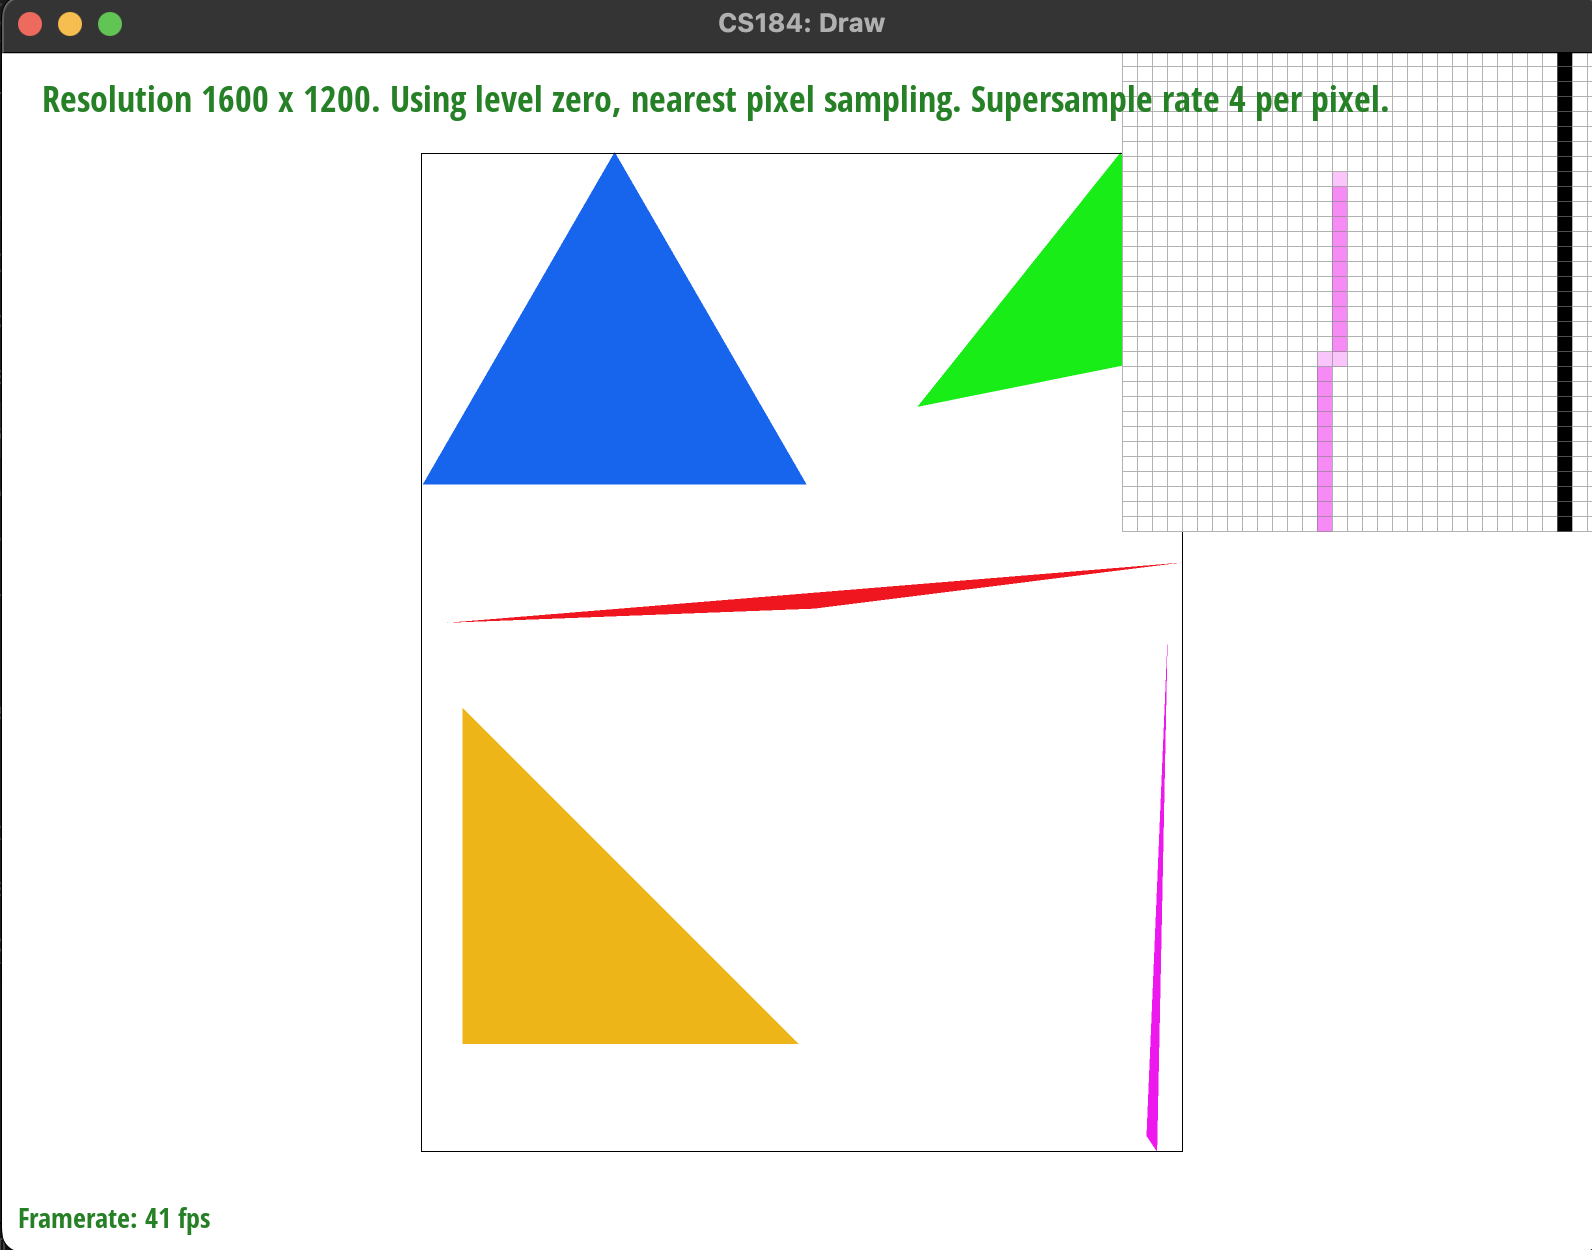 CS184: Draw
Resolution 1600 x 1200. Using level zero, nearest pixel sampling. Supersample rate 4 per pixel.
Framerate: 41 fps